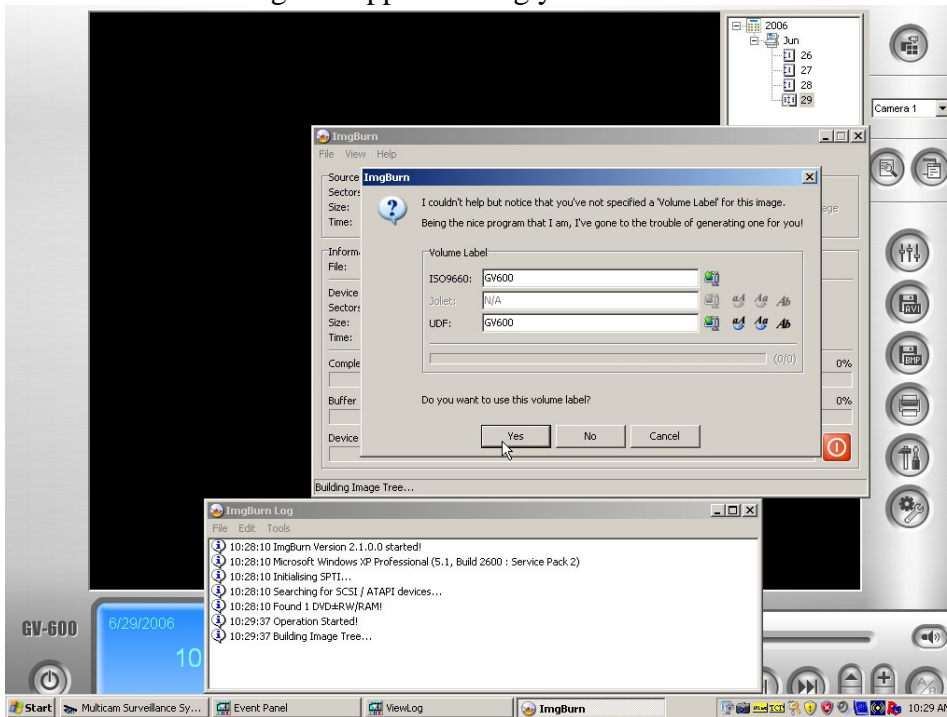 2006
Jun
26
27
28
29
Camera 1
ImgBurn
File View Help
Source
Sectors
Size:
Time:
ImgBurn
I couldn't help but notice that you've not specified a 'Volume Label' for this image.
Being the nice program that I am, I've gone to the trouble of generating one for you!
Volume Label
ISO9660: GV600
Joliet: N/A
UDF: GV600
(0/0)
Do you want to use this volume label?
Yes No Cancel
File:
Device
Sectors
Size:
Time:
0%
Buffer 0%
Device
Building Image Tree...
ImgBurn Log
File Edit Tools
10:28:10 ImgBurn Version 2.1.0.0 started!
10:28:10 Microsoft Windows XP Professional (5.1, Build 2600 : Service Pack 2)
10:28:10 Initialising SPTI...
10:28:10 Searching for SCSI / ATAPI devices...
10:28:10 Found 1 DVD±RW/RAM!
10:29:37 Operation Started!
10:29:37 Building Image Tree...
RVI
BMP
GV-600
6/29/2006
10
Start Multicam Surveillance Sy... Event Panel ViewLog ImgBurn 10:29 AM